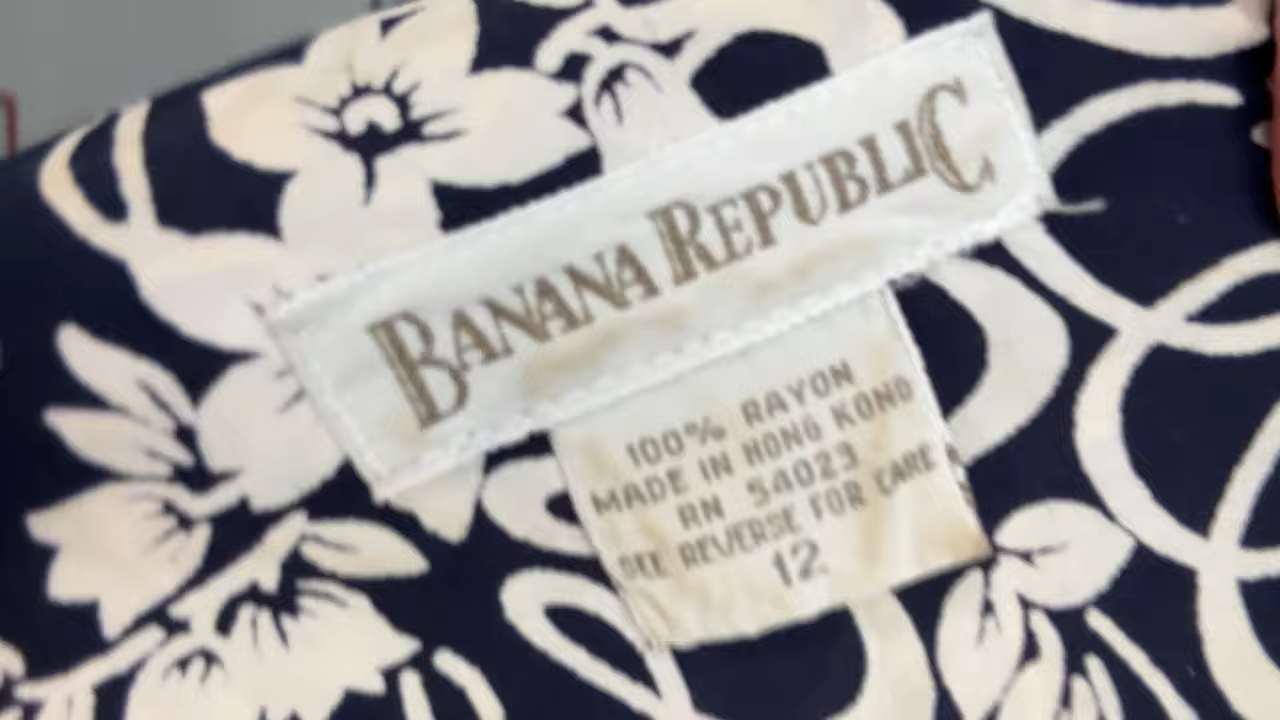 BANANA REPUBLIC
100% RAYON
MADE IN HONG KONG
RN 54023
SEE REVERSE FOR CARE
12